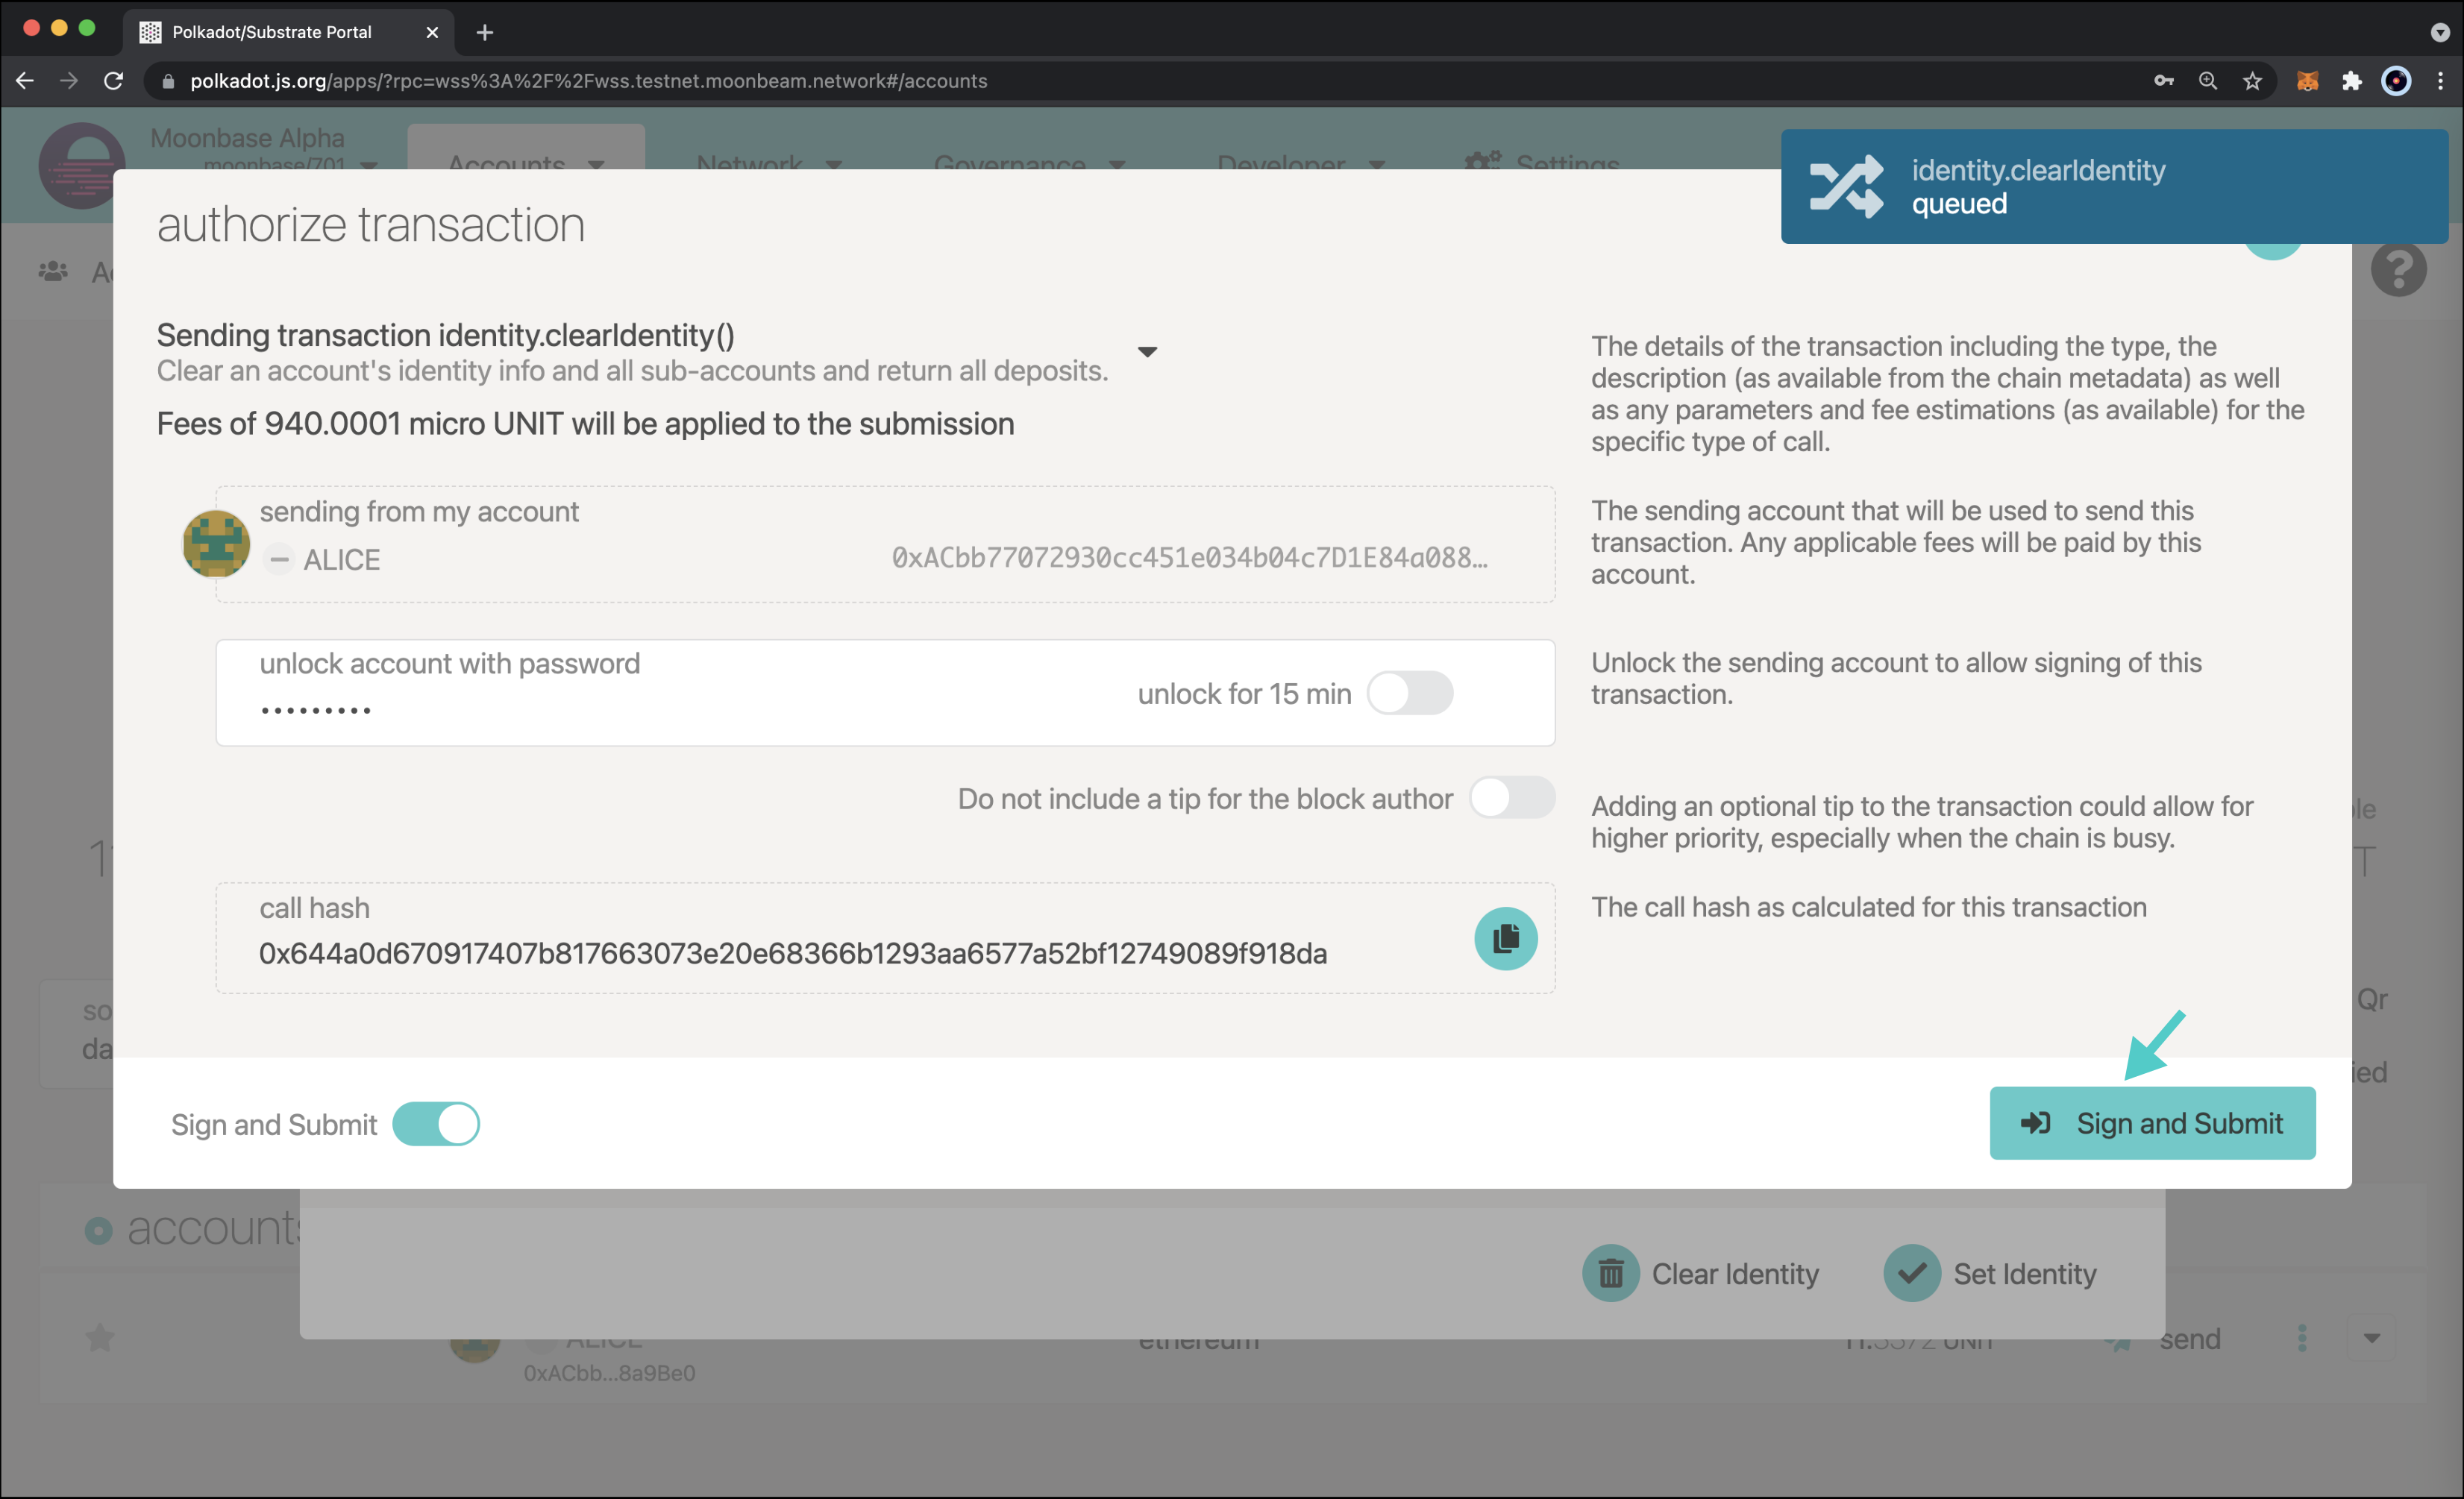 Polkadot/Substrate Portal
polkadot.js.org/apps/?rpc=wss%3A%2F%2Fwss.testnet.moonbeam.network#/accounts
Moonbase Alpha
moonbase/701
Accounts
Network
Governance
Developer
Settings
identity.clearIdentity
queued
authorize transaction
Sending transaction identity.clearIdentity()
Clear an account's identity info and all sub-accounts and return all deposits.
Fees of 940.0001 micro UNIT will be applied to the submission
The details of the transaction including the type, the
description (as available from the chain metadata) as well
as any parameters and fee estimations (as available) for the
specific type of call.
sending from my account
ALICE
0xACbb77072930cc451e034b04c7D1E84a088…
The sending account that will be used to send this
transaction. Any applicable fees will be paid by this
account.
unlock account with password
•••••••••
unlock for 15 min
Unlock the sending account to allow signing of this
transaction.
Do not include a tip for the block author
Adding an optional tip to the transaction could allow for
higher priority, especially when the chain is busy.
call hash
0x644a0d670917407b817663073e20e68366b1293aa6577a52bf12749089f918da
The call hash as calculated for this transaction
so
da
Qr
ied
Sign and Submit
Sign and Submit
accounts
Clear Identity
Set Identity
ALICE
0xACbb...8a9Be0
ethereum
11.5572 UNIT
send